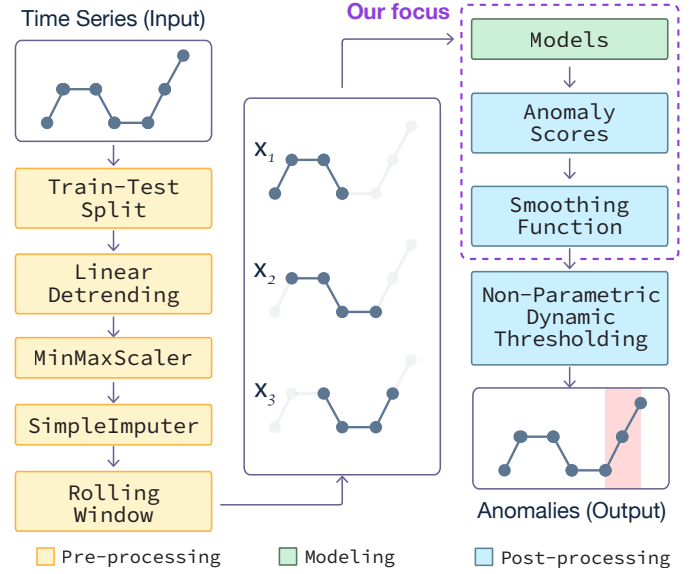 Time Series (Input)
Train-Test
Split
Linear
Detrending
MinMaxScaler
SimpleImputer
Rolling
Window
x1
x2
x3
Our focus
Models
Anomaly
Scores
Smoothing
Function
Non-Parametric
Dynamic
Thresholding
Anomalies (Output)
Pre-processing
Modeling
Post-processing